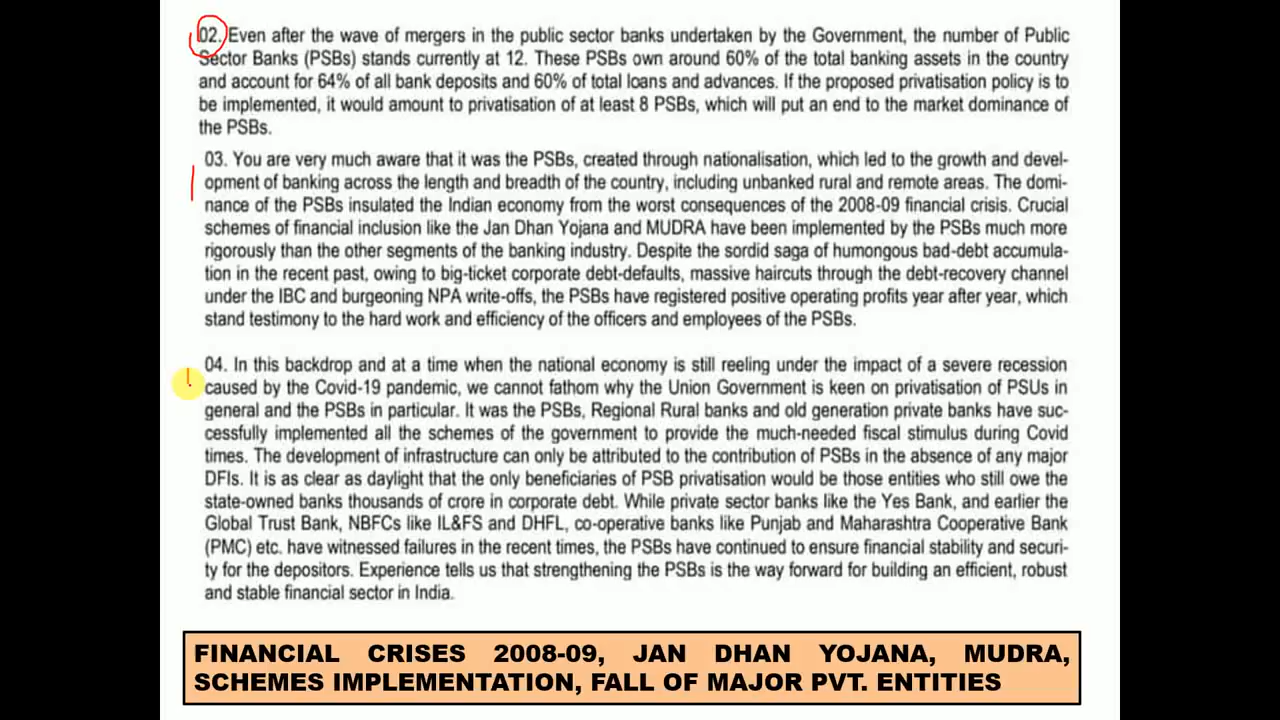 02. Even after the wave of mergers in the public sector banks undertaken by the Government, the number of Public
Sector Banks (PSBs) stands currently at 12. These PSBs own around 60% of the total banking assets in the country
and account for 64% of all bank deposits and 60% of total loans and advances. If the proposed privatisation policy is to
be implemented, it would amount to privatisation of at least 8 PSBs, which will put an end to the market dominance of
the PSBs.
03. You are very much aware that it was the PSBs, created through nationalisation, which led to the growth and devel-
opment of banking across the length and breadth of the country, including unbanked rural and remote areas. The domi-
nance of the PSBs insulated the Indian economy from the worst consequences of the 2008-09 financial crisis. Crucial
schemes of financial inclusion like the Jan Dhan Yojana and MUDRA have been implemented by the PSBs much more
rigorously than the other segments of the banking industry. Despite the sordid saga of humongous bad-debt accumula-
tion in the recent past, owing to big-ticket corporate debt-defaults, massive haircuts through the debt-recovery channel
under the IBC and burgeoning NPA write-offs, the PSBs have registered positive operating profits year after year, which
stand testimony to the hard work and efficiency of the officers and employees of the PSBs.
04. In this backdrop and at a time when the national economy is still reeling under the impact of a severe recession
caused by the Covid-19 pandemic, we cannot fathom why the Union Government is keen on privatisation of PSUs in
general and the PSBs in particular. It was the PSBs, Regional Rural banks and old generation private banks have suc-
cessfully implemented all the schemes of the government to provide the much-needed fiscal stimulus during Covid
times. The development of infrastructure can only be attributed to the contribution of PSBs in the absence of any major
DFIs. It is as clear as daylight that the only beneficiaries of PSB privatisation would be those entities who still owe the
state-owned banks thousands of crore in corporate debt. While private sector banks like the Yes Bank, and earlier the
Global Trust Bank, NBFCs like IL&FS and DHFL, co-operative banks like Punjab and Maharashtra Cooperative Bank
(PMC) etc. have witnessed failures in the recent times, the PSBs have continued to ensure financial stability and securi-
ty for the depositors. Experience tells us that strengthening the PSBs is the way forward for building an efficient, robust
and stable financial sector in India.
FINANCIAL CRISES 2008-09, JAN DHAN YOJANA, MUDRA,
SCHEMES IMPLEMENTATION, FALL OF MAJOR PVT. ENTITIES